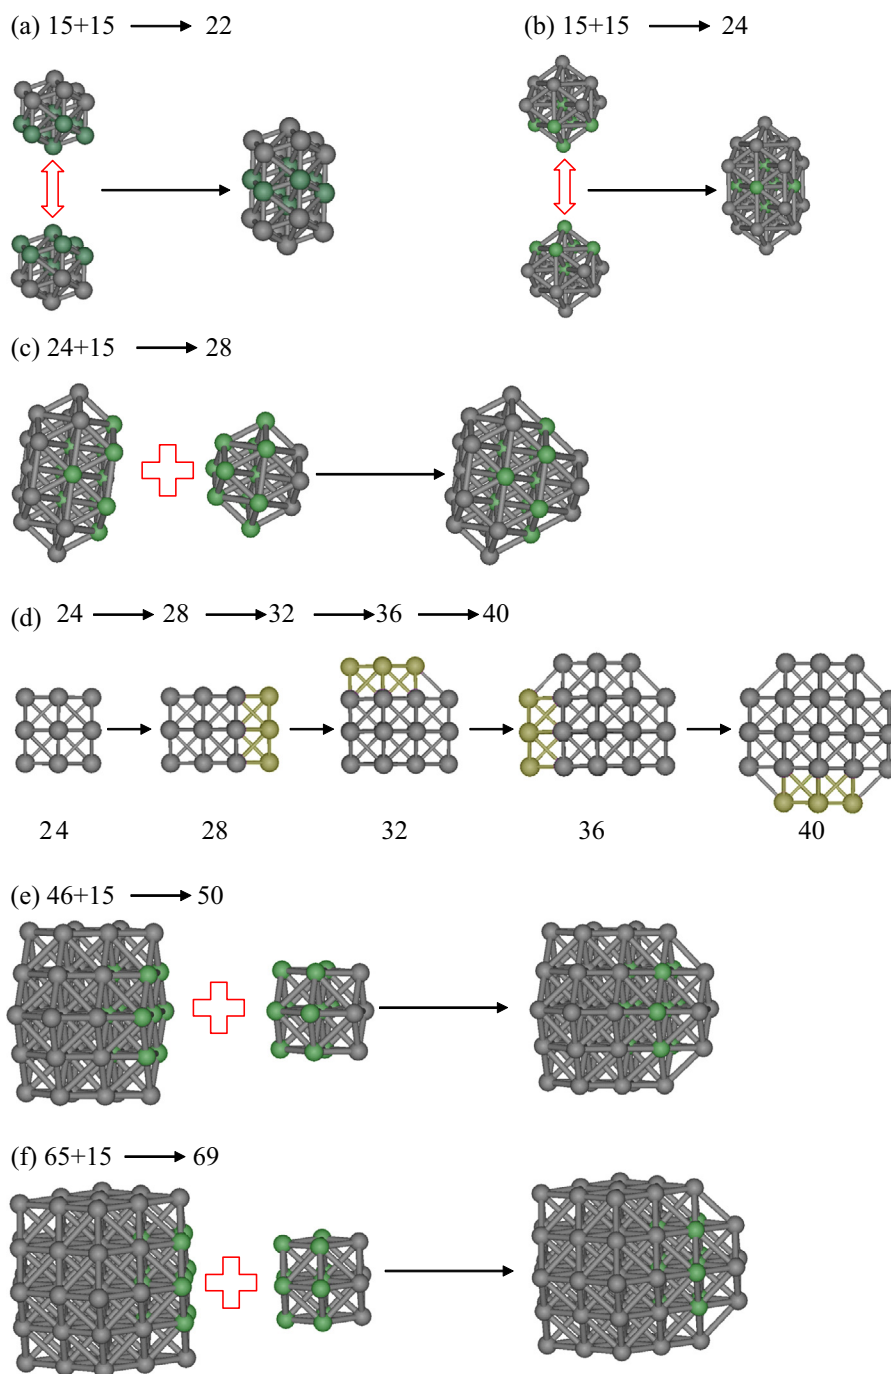 (a) 15+15 → 22
(b) 15+15 → 24
(c) 24+15 → 28
(d) 24 → 28 → 32 → 36 → 40
24 28 32 36 40
(e) 46+15 → 50
(f) 65+15 → 69